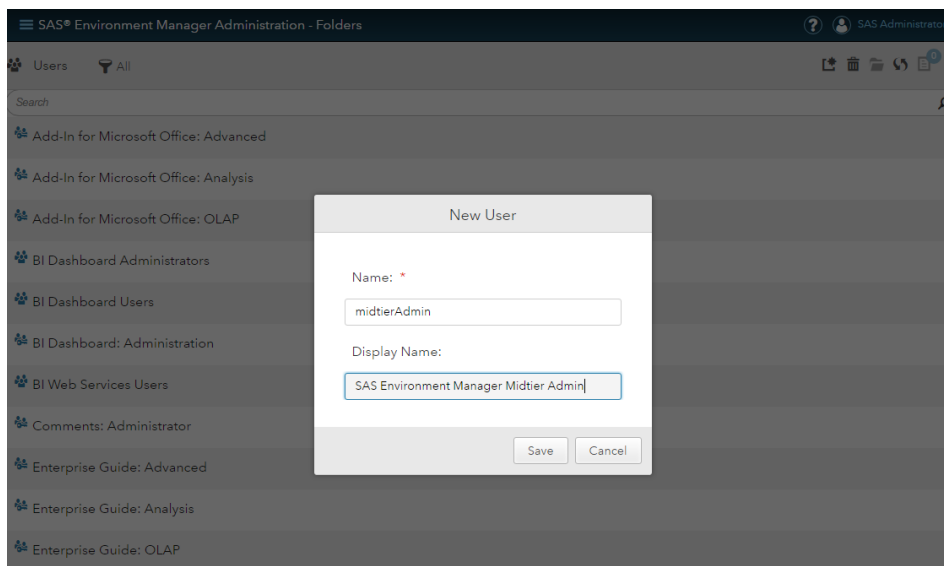 SAS® Environment Manager Administration - Folders
SAS Administrator
Users
All
0
Search
Add-In for Microsoft Office: Advanced
Add-In for Microsoft Office: Analysis
Add-In for Microsoft Office: OLAP
BI Dashboard Administrators
BI Dashboard Users
BI Dashboard: Administration
BI Web Services Users
Comments: Administrator
Enterprise Guide: Advanced
Enterprise Guide: Analysis
Enterprise Guide: OLAP
New User
Name: *
midtierAdmin
Display Name:
SAS Environment Manager Midtier Admin
Save Cancel